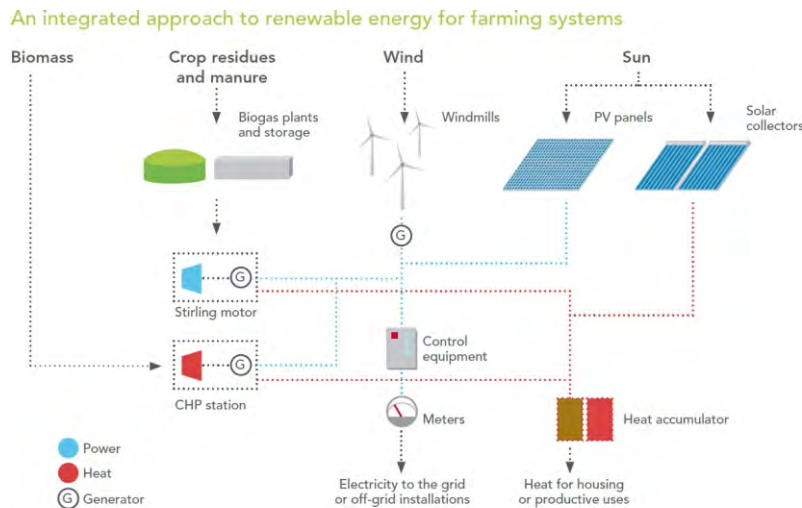 An integrated approach to renewable energy for farming systems
Biomass
Crop residues
and manure
Wind
Sun
Biogas plants
and storage
Windmills
PV panels
Solar
collectors
G
G
Stirling motor
Control
equipment
G
CHP station
Meters
Heat accumulator
Power
Heat
G Generator
Electricity to the grid
or off-grid installations
Heat for housing
or productive uses